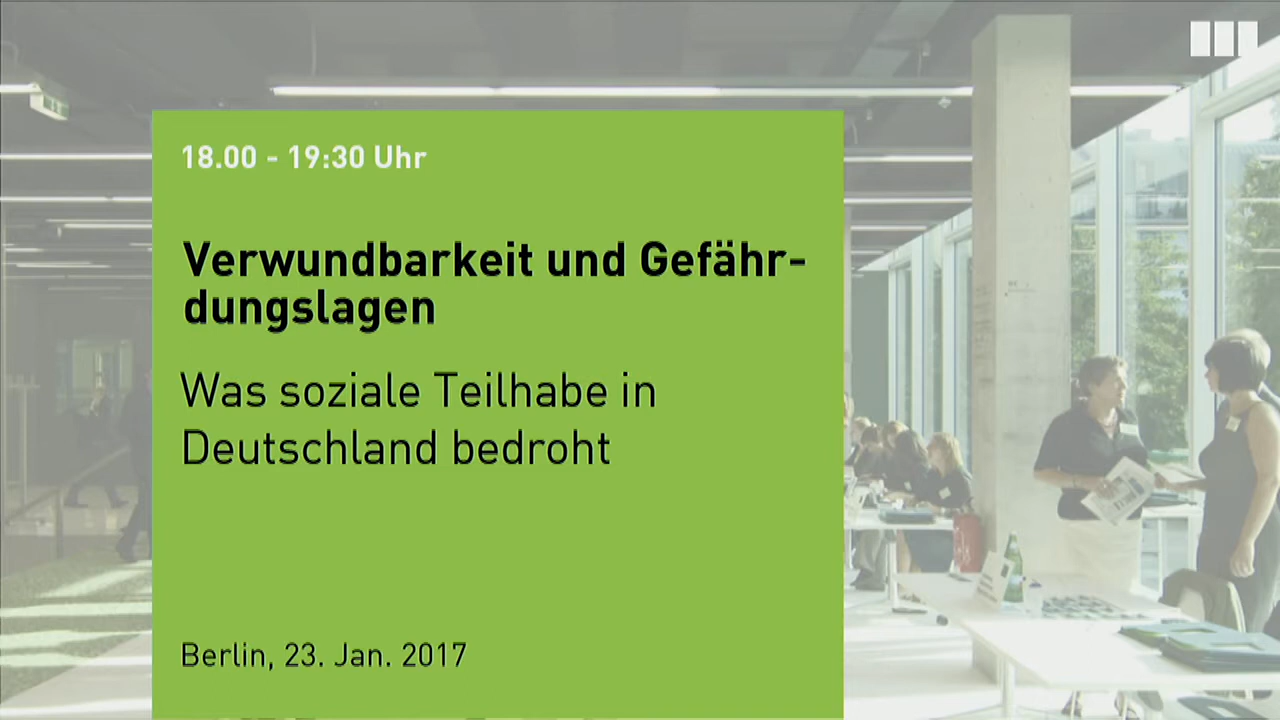 18.00 - 19:30 Uhr
Verwundbarkeit und Gefähr-
dungslagen
Was soziale Teilhabe in
Deutschland bedroht
Berlin, 23. Jan. 2017